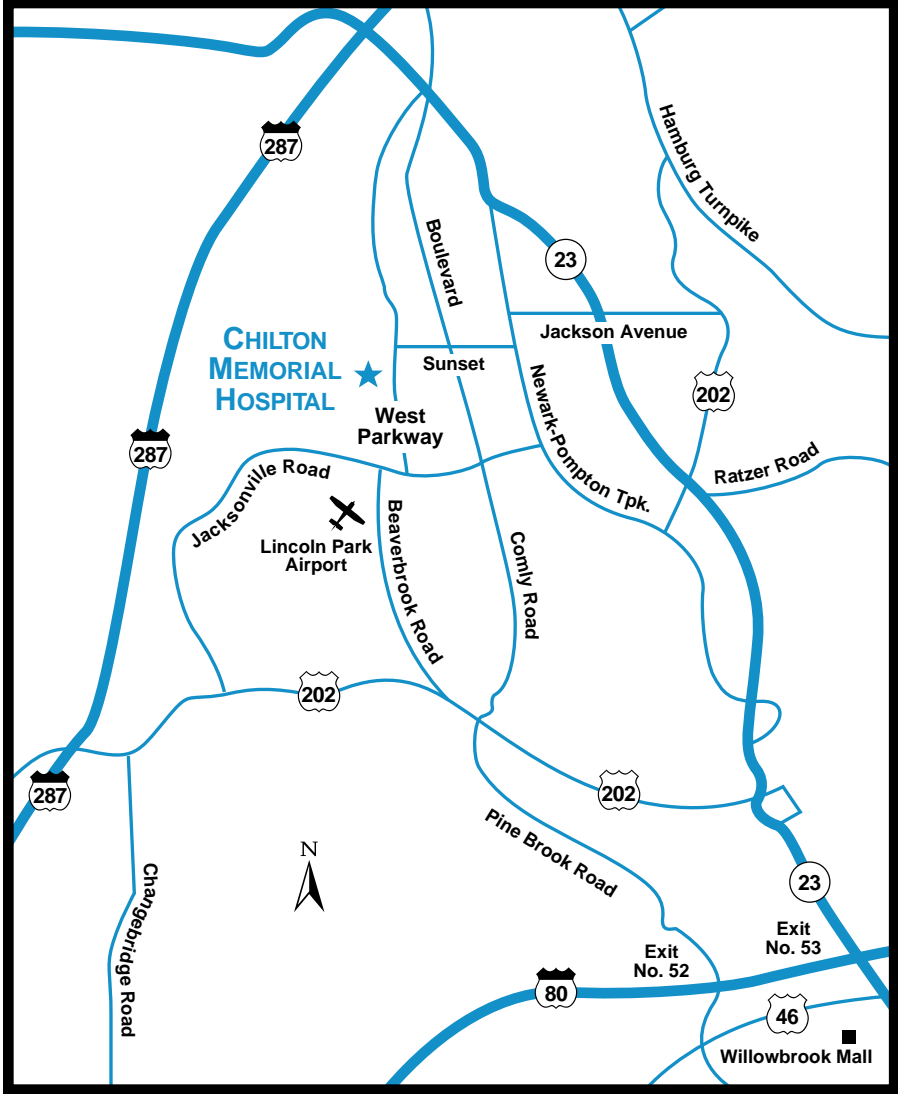 287
Hamburg Turnpike
Boulevard
23
Jackson Avenue
CHILTON
MEMORIAL
HOSPITAL
Sunset
202
Newark-Pompton Tpk.
West
Parkway
287
Jacksonville Road
Ratzer Road
Lincoln Park
Airport
Beaverbrook Road
Comly Road
202
287
202
Pine Brook Road
N
Changebridge Road
23
Exit
No. 53
Exit
No. 52
80
46
Willowbrook Mall